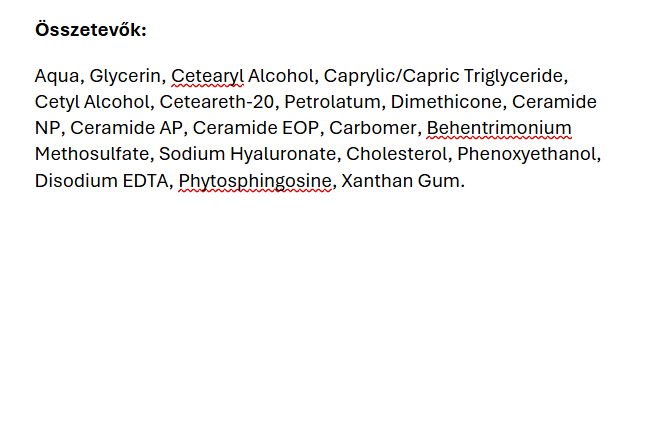 Összetevők:
Aqua, Glycerin, Cetearyl Alcohol, Caprylic/Capric Triglyceride,
Cetyl Alcohol, Ceteareth-20, Petrolatum, Dimethicone, Ceramide
NP, Ceramide AP, Ceramide EOP, Carbomer, Behentrimonium
Methosulfate, Sodium Hyaluronate, Cholesterol, Phenoxyethanol,
Disodium EDTA, Phytosphingosine, Xanthan Gum.